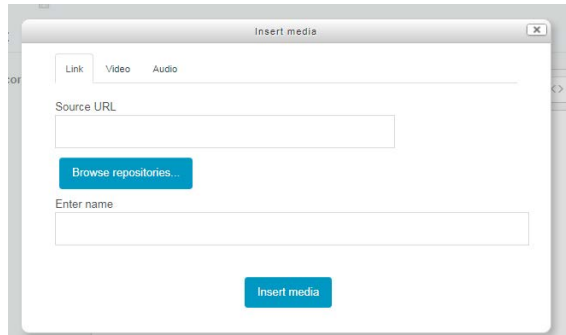 Insert media
Link Video Audio
Source URL
Browse repositories...
Enter name
Insert media